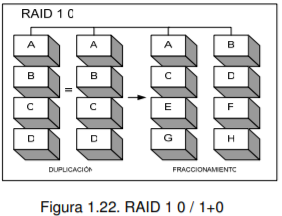 RAID 1 0
A A A B
B = B C D
C C E F
D D G H
DUPLICACIÓN FRACCIONAMIENTO
Figura 1.22. RAID 1 0 / 1+0